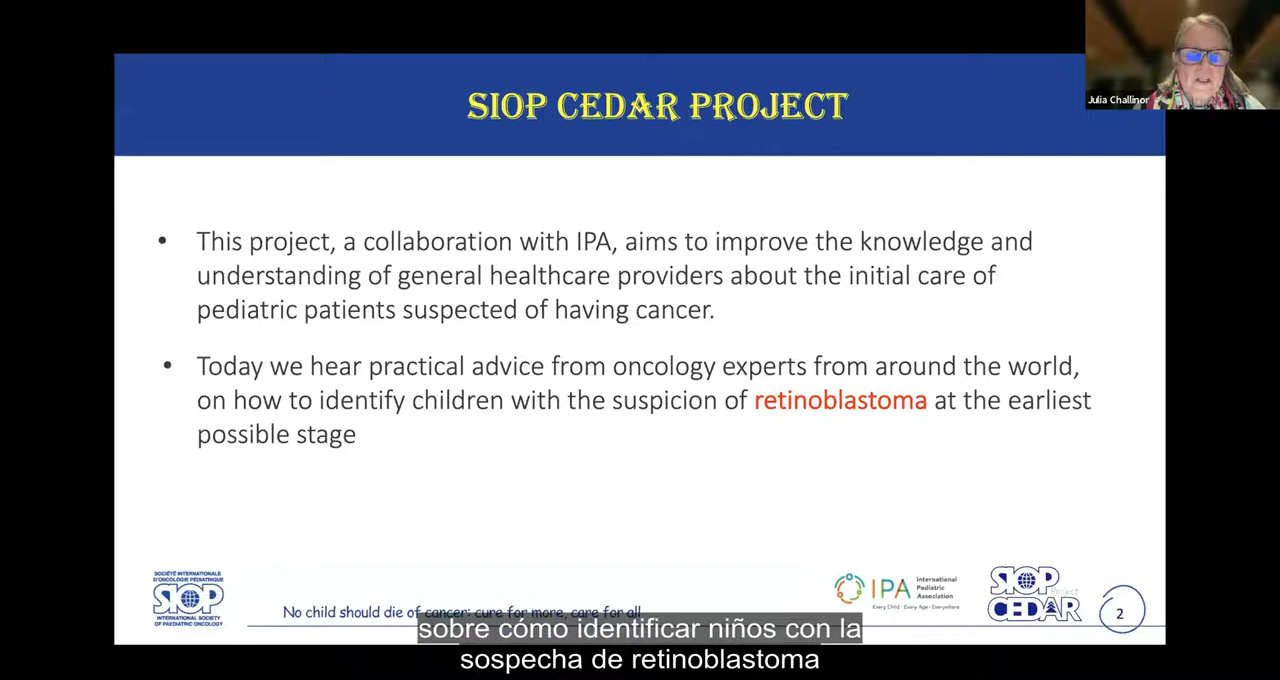 Julia Challinor
SIOP CEDAR PROJECT
• This project, a collaboration with IPA, aims to improve the knowledge and
understanding of general healthcare providers about the initial care of
pediatric patients suspected of having cancer.
• Today we hear practical advice from oncology experts from around the world,
on how to identify children with the suspicion of retinoblastoma at the earliest
possible stage
SOCIÉTÉ INTERNATIONALE
D'ONCOLOGIE PÉDIATRIQUE
SIOP
INTERNATIONAL SOCIETY
OF PAEDIATRIC ONCOLOGY
No child should die of cancer: cure for more, care for all
IPA
International
Pediatric
Association
Every Child · Every Age · Everywhere
SIOP
Project
CEDAR
2
sobre cómo identificar niños con la
sospecha de retinoblastoma